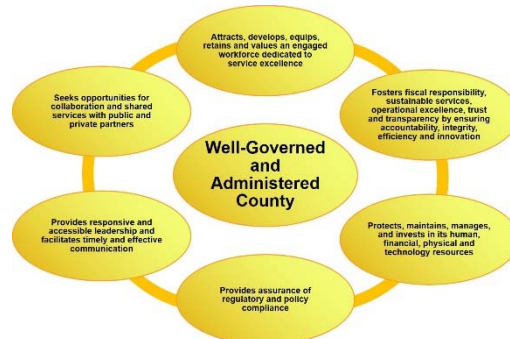 Attracts, develops, equips,
retains and values an engaged
workforce dedicated to
service excellence
Seeks opportunities for
collaboration and shared
services with public and
private partners
Fosters fiscal responsibility,
sustainable services,
operational excellence, trust
and transparency by ensuring
accountability, integrity,
efficiency and innovation
Well-Governed
and
Administered
County
Provides responsive and
accessible leadership and
facilitates timely and effective
communication
Protects, maintains, manages,
and invests in its human,
financial, physical and
technology resources
Provides assurance of
regulatory and policy
compliance